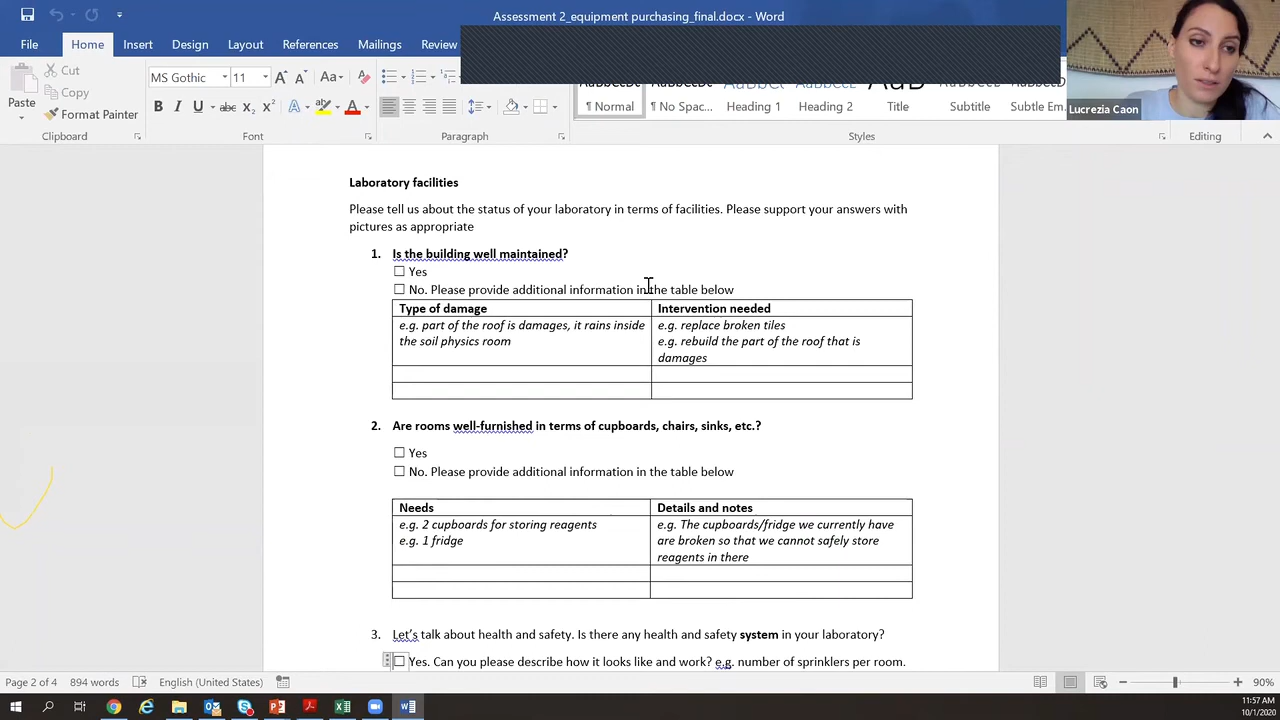 Assessment 2_equipment purchasing_final.docx - Word
File Home Insert Design Layout References Mailings Review
Lucrezia Caon
Paste Cut Copy Format Painter
MS Gothic 11
Normal No Spac... Heading 1 Heading 2 Title Subtitle Subtle Em...
Clipboard Font Paragraph Styles Editing
Laboratory facilities
Please tell us about the status of your laboratory in terms of facilities. Please support your answers with
pictures as appropriate
1. Is the building well maintained?
☐ Yes
☐ No. Please provide additional information in the table below
Type of damage Intervention needed
e.g. part of the roof is damages, it rains inside e.g. replace broken tiles
the soil physics room e.g. rebuild the part of the roof that is
damages
2. Are rooms well-furnished in terms of cupboards, chairs, sinks, etc.?
☐ Yes
☐ No. Please provide additional information in the table below
Needs Details and notes
e.g. 2 cupboards for storing reagents e.g. The cupboards/fridge we currently have
e.g. 1 fridge are broken so that we cannot safely store
reagents in there
3. Let's talk about health and safety. Is there any health and safety system in your laboratory?
☐ Yes. Can you please describe how it looks like and work? e.g. number of sprinklers per room.
Page 2 of 4 894 words English (United States) 90%
11:57 AM
10/1/2020